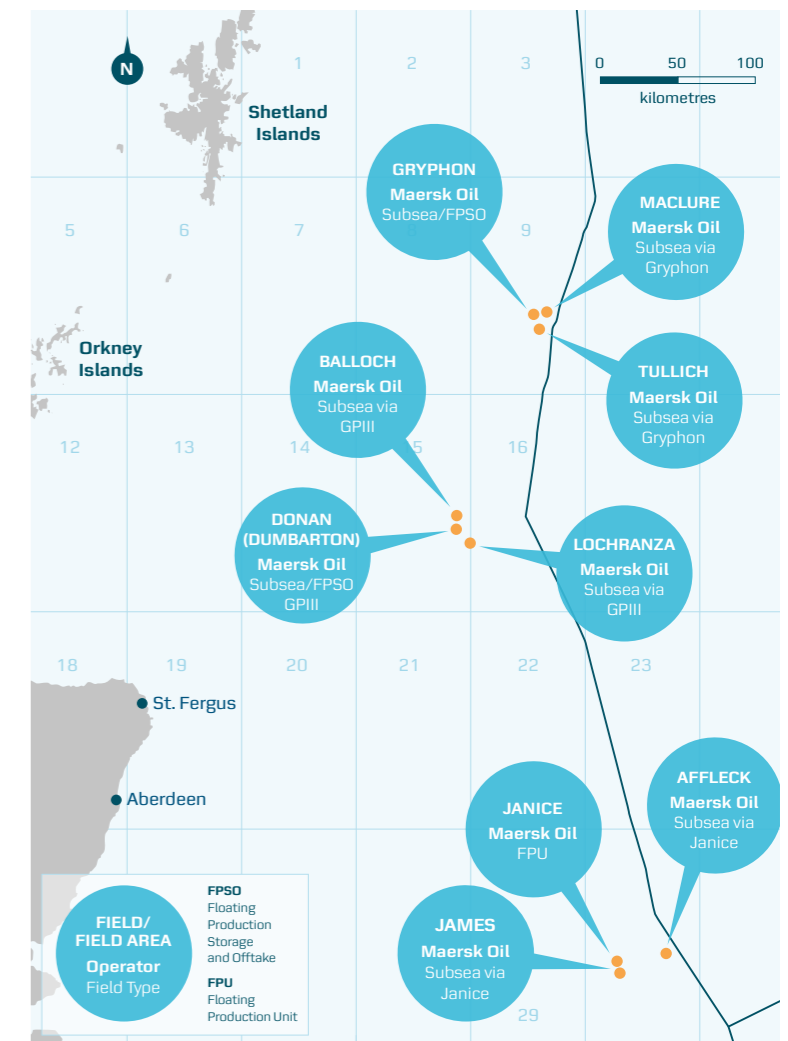 N
1
2
3
0 50 100
kilometres
Shetland
Islands
GRYPHON
Maersk Oil
Subsea/FPSO
MACLURE
Maersk Oil
Subsea via
Gryphon
5
6
7
8
9
Orkney
Islands
BALLOCH
Maersk Oil
Subsea via
GPIII
TULLICH
Maersk Oil
Subsea via
Gryphon
12
13
14
5
16
DONAN
(DUMBARTON)
Maersk Oil
Subsea/FPSO
GPIII
LOCHRANZA
Maersk Oil
Subsea via
GPIII
18
19
20
21
22
23
St. Fergus
Aberdeen
JANICE
Maersk Oil
FPU
AFFLECK
Maersk Oil
Subsea via
Janice
JAMES
Maersk Oil
Subsea via
Janice
29
FIELD/
FIELD AREA
Operator
Field Type
FPSO
Floating
Production
Storage
and Offtake
FPU
Floating
Production Unit